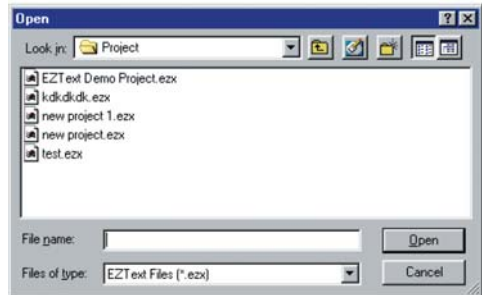 Open
Look in: Project
EZText Demo Project.ezx
kdkdkdk.ezx
new project 1.ezx
new project.ezx
test.ezx
File name: Open
Files of type: EZText Files (*.ezx) Cancel